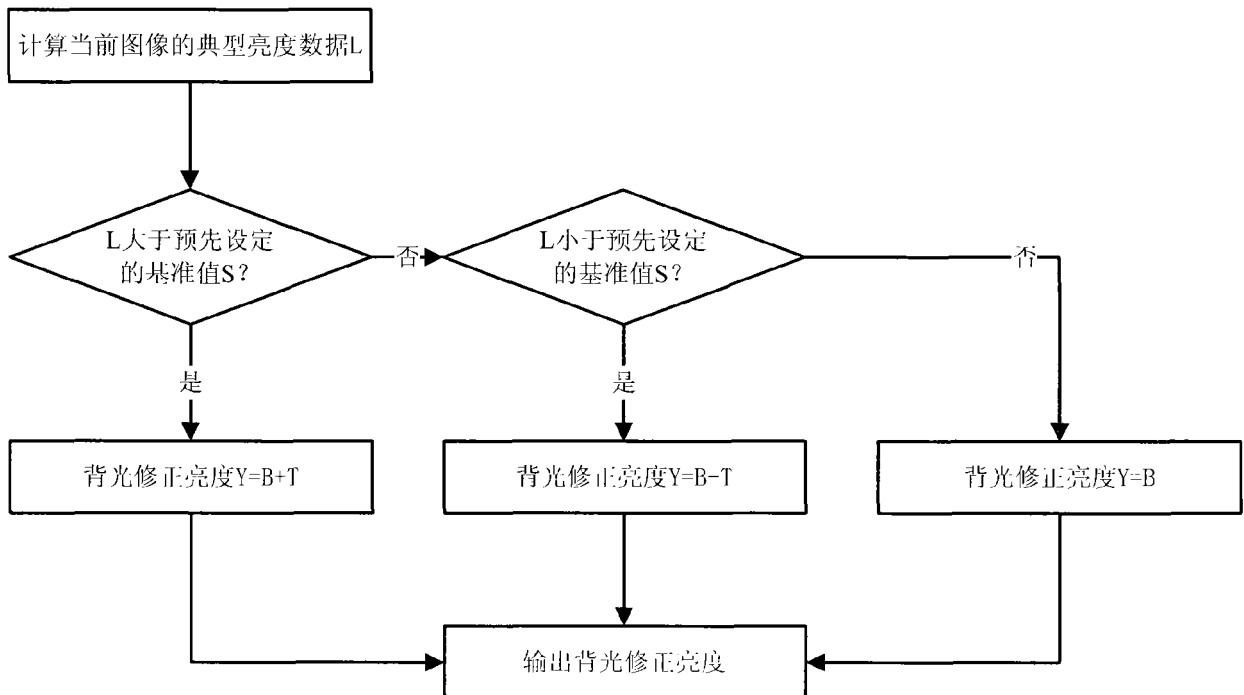 计算当前图像的典型亮度数据L
L大于预先设定
的基准值S?
否
L小于预先设定
的基准值S?
否
是
是
背光修正亮度Y=B+T
背光修正亮度Y=B-T
背光修正亮度Y=B
输出背光修正亮度